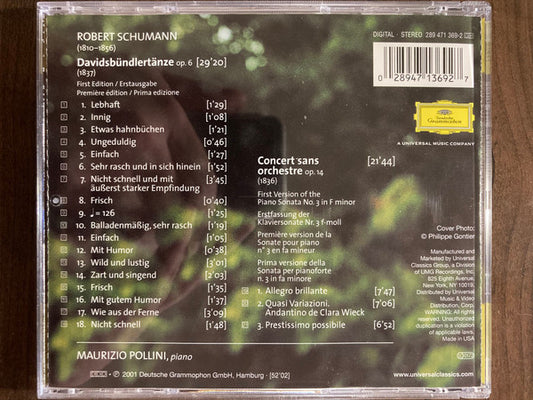 ROBERT SCHUMANN
(1810–1856)
Davidsbündlertänze op. 6 [29'20]
(1837)
First Edition / Erstausgabe
Première édition / Prima edizione
1. Lebhaft [1'29]
2. Innig [1'08]
3. Etwas hahnbüchen [1'21]
4. Ungeduldig [0'46]
5. Einfach [1'27]
6. Sehr rasch und in sich hinein [1'52]
7. Nicht schnell und mit
äußerst starker Empfindung [3'45]
8. Frisch [0'40]
9. ♩ = 126 [1'25]
10. Balladenmäßig, sehr rasch [1'19]
11. Einfach [1'05]
12. Mit Humor [0'38]
13. Wild und lustig [3'01]
14. Zart und singend [2'03]
15. Frisch [1'35]
16. Mit gutem Humor [1'37]
17. Wie aus der Ferne [3'09]
18. Nicht schnell [1'48]
MAURIZIO POLLINI, piano
℗ © 2001 Deutsche Grammophon GmbH, Hamburg · [52'02]
Concert sans [21'44]
orchestre op. 14
(1836)
First Version of the
Piano Sonata No. 3 in F minor
Erstfassung der
Klaviersonate Nr. 3 f-moll
Première version de la
Sonate pour piano
n° 3 en fa mineur
Prima versione della
Sonata per pianoforte
n. 3 in fa minore
1. Allegro brillante [7'47]
2. Quasi Variazioni. [7'06]
Andantino de Clara Wieck
3. Prestissimo possibile [6'52]
DIGITAL · STEREO 289 471 369-2
0 28947 13692 7
Deutsche
Grammophon
A UNIVERSAL MUSIC COMPANY
Cover Photo:
© Philippe Gontier
Manufactured and
Marketed by Universal
Classics Group, a Division
of UMG Recordings, Inc.
825 Eighth Avenue,
New York, NY 10019.
Distributed by Universal
Music & Video
Distribution, Corp.
WARNING: All rights
reserved. Unauthorized
duplication is a violation
of applicable laws.
Made in USA
www.universalclassics.com